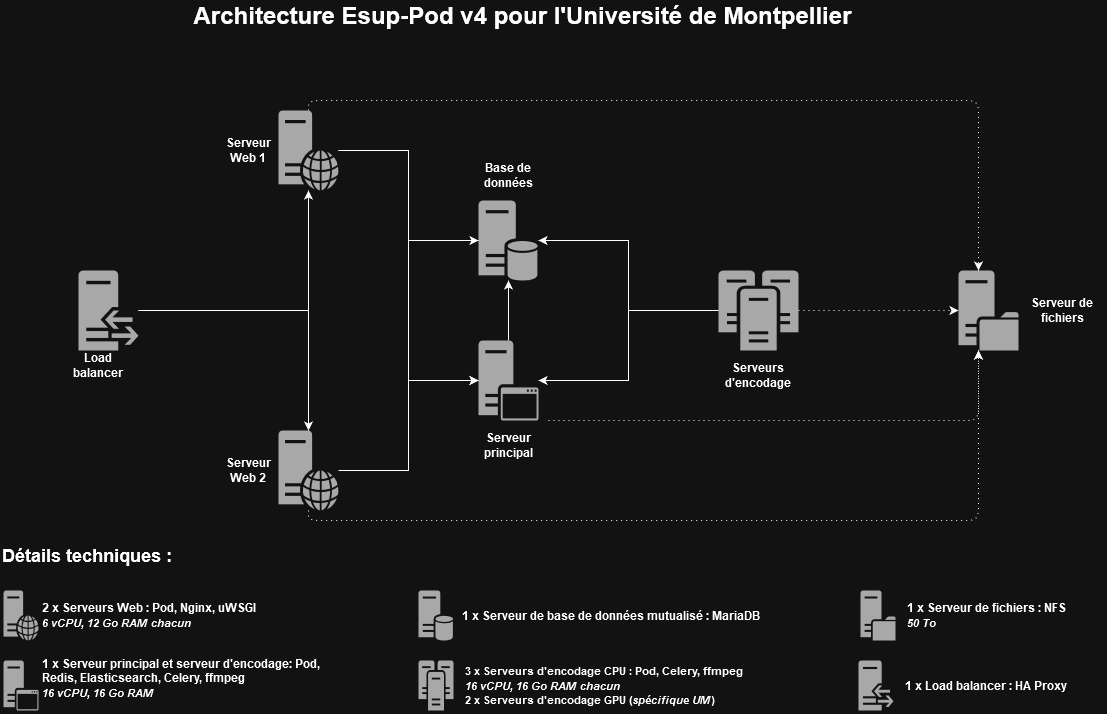 Architecture Esup-Pod v4 pour l'Université de Montpellier
Serveur
Web 1
Base de
données
Load
balancer
Serveur de
fichiers
Serveurs
d'encodage
Serveur
principal
Serveur
Web 2
Détails techniques :
2 x Serveurs Web : Pod, Nginx, uWSGI
6 vCPU, 12 Go RAM chacun
1 x Serveur de base de données mutualisé : MariaDB
1 x Serveur de fichiers : NFS
50 To
1 x Serveur principal et serveur d'encodage: Pod,
Redis, Elasticsearch, Celery, ffmpeg
16 vCPU, 16 Go RAM
3 x Serveurs d'encodage CPU : Pod, Celery, ffmpeg
16 vCPU, 16 Go RAM chacun
2 x Serveurs d'encodage GPU (spécifique UM)
1 x Load balancer : HA Proxy